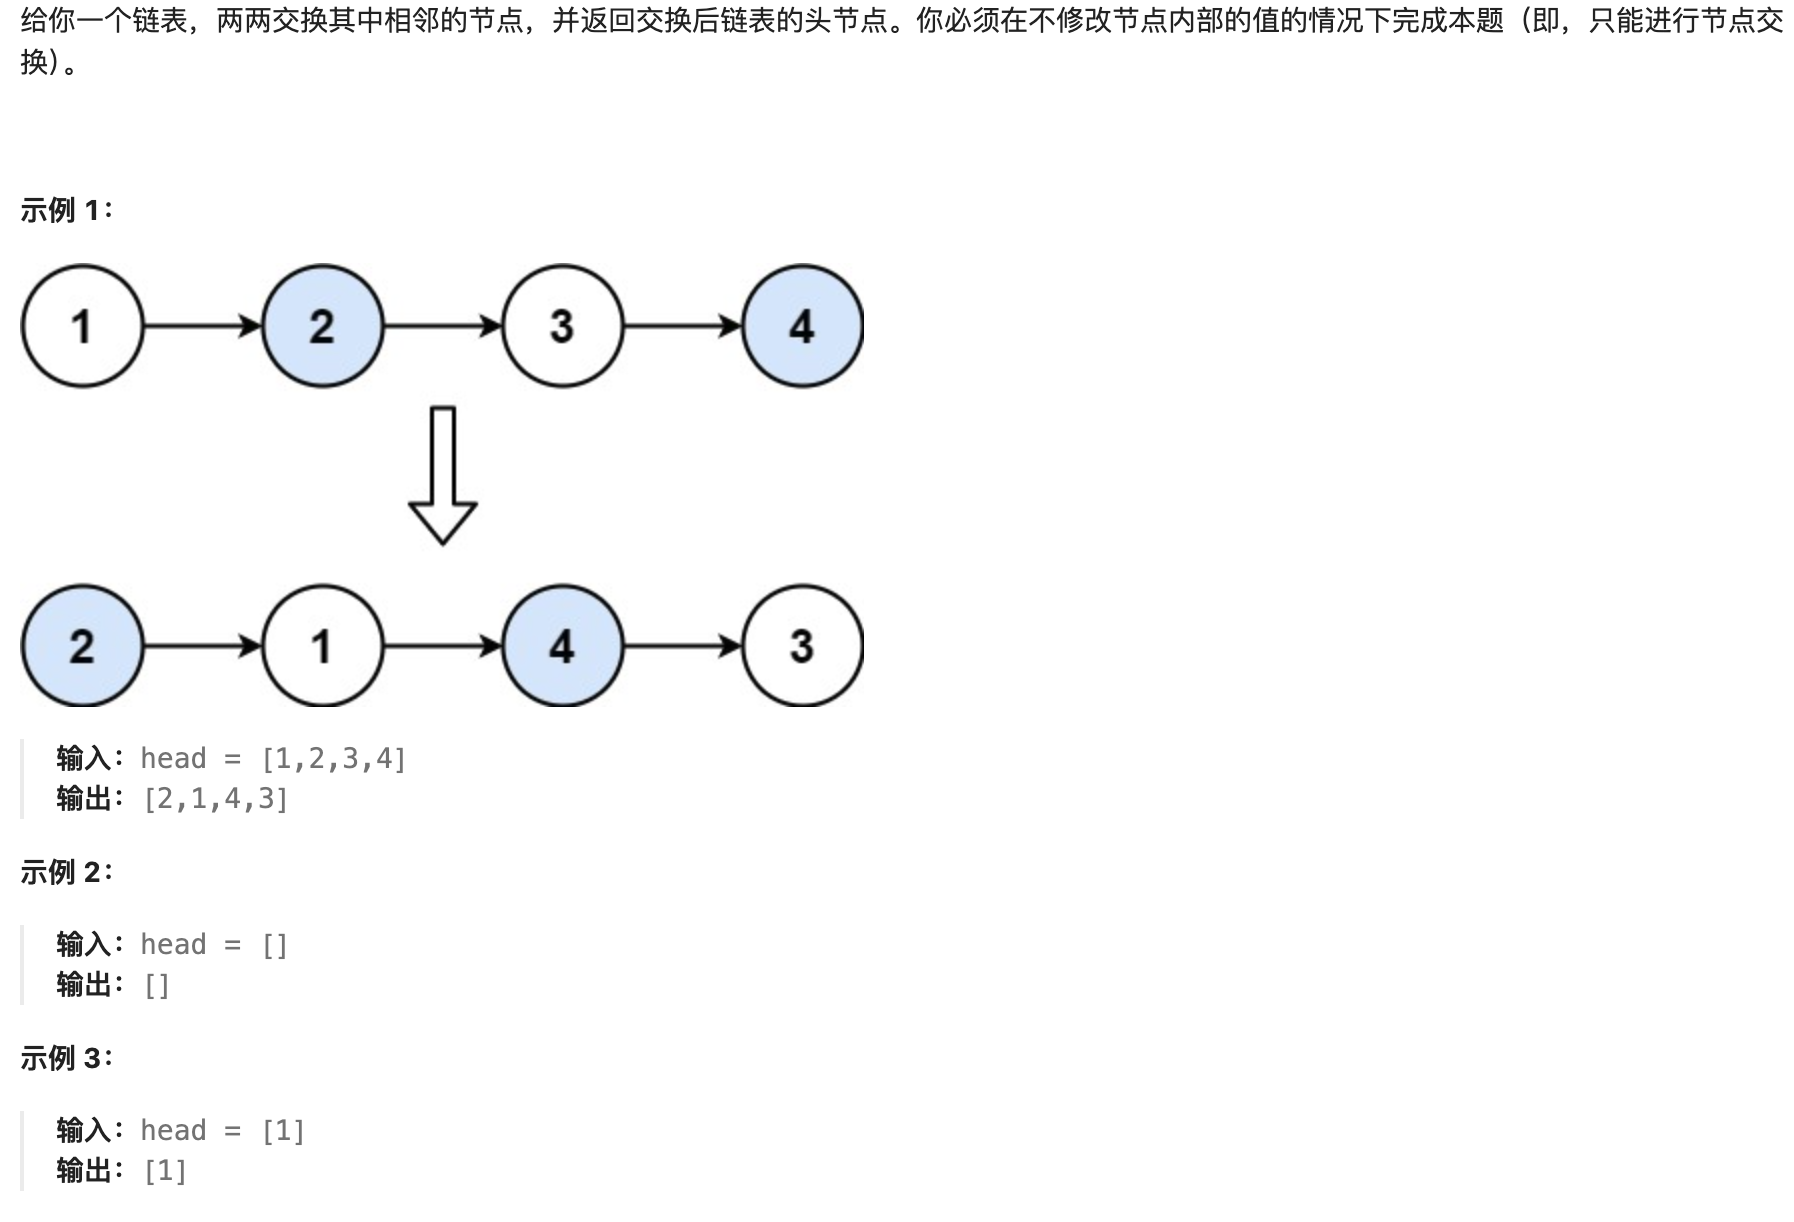 给你一个链表，两两交换其中相邻的节点，并返回交换后链表的头节点。你必须在不修改节点内部的值的情况下完成本题（即，只能进行节点交
换）。
示例 1：
1 2 3 4
2 1 4 3
输入：head = [1,2,3,4]
输出：[2,1,4,3]
示例 2：
输入：head = []
输出：[]
示例 3：
输入：head = [1]
输出：[1]